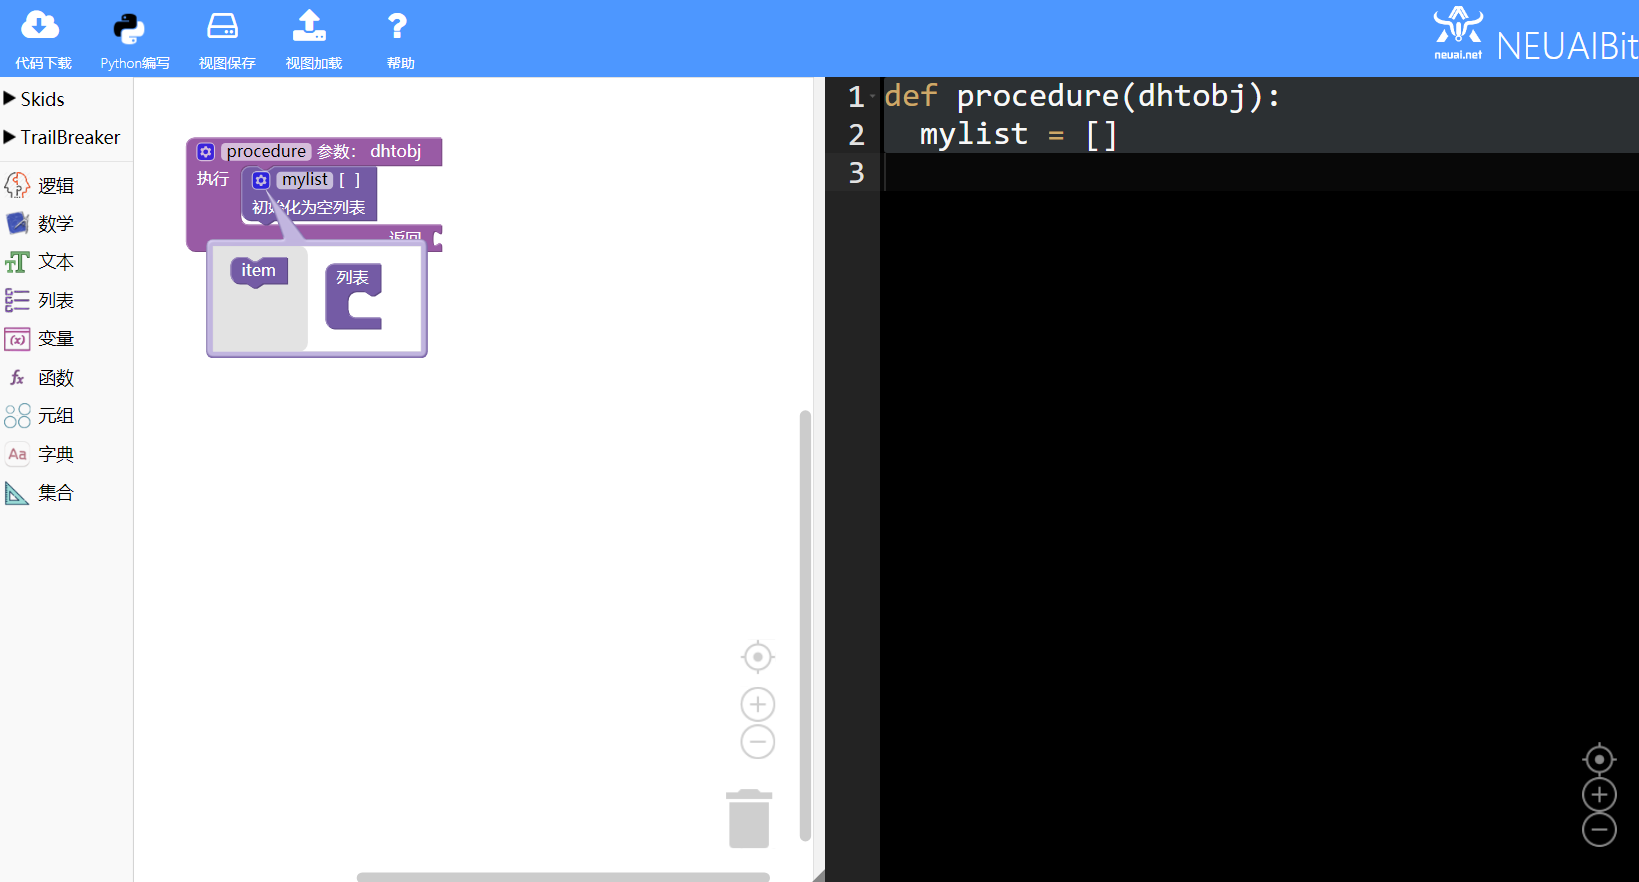 代码下载 Python编写 视图保存 视图加载 帮助
neuai.net NEUAIBit
Skids
TrailBreaker
逻辑
数学
文本
列表
变量
函数
元组
字典
集合
procedure 参数: dhtobj
执行 mylist [ ]
初始化为空列表
返回
item 列表
1 def procedure(dhtobj):
2 mylist = []
3